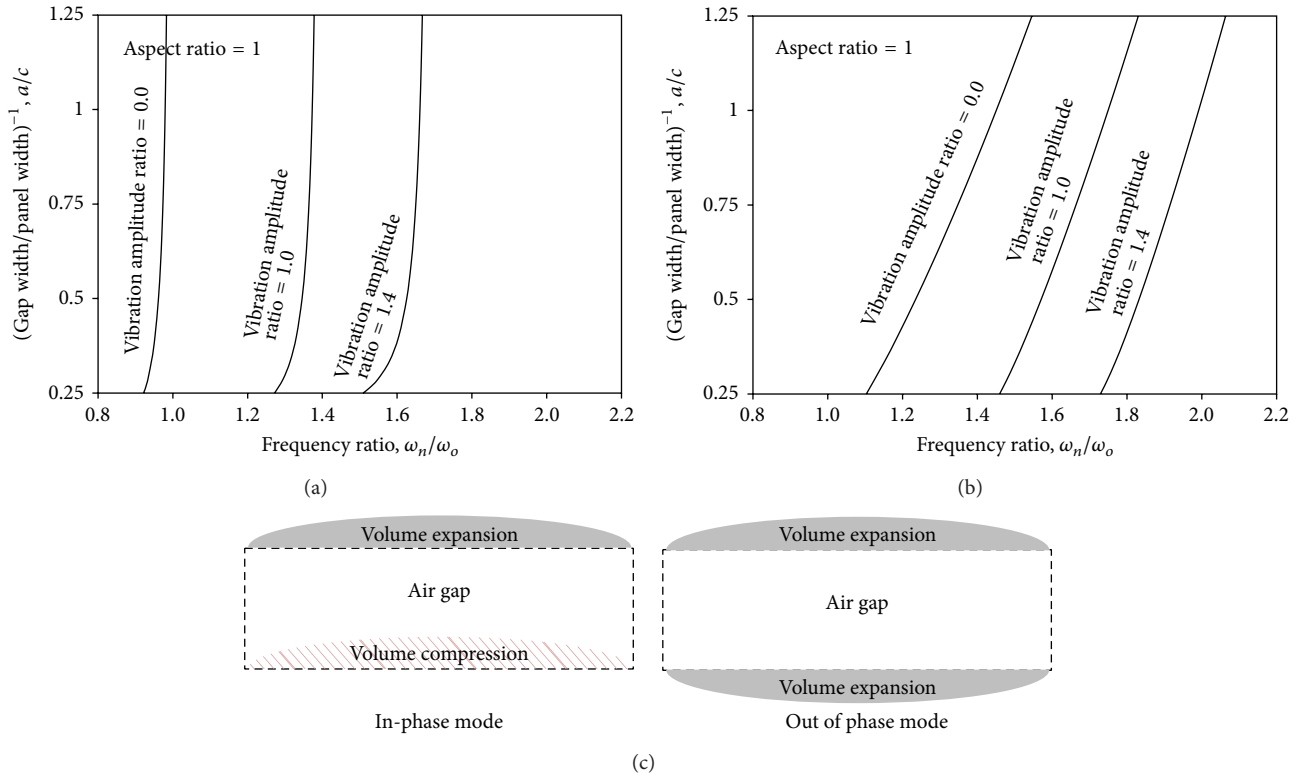 1.25
1
0.75
0.5
0.25
(Gap width/panel width)⁻¹, a/c
Aspect ratio = 1
Vibration amplitude ratio = 0.0
Vibration amplitude
ratio = 1.0
Vibration amplitude
ratio = 1.4
0.8 1.0 1.2 1.4 1.6 1.8 2.0 2.2
Frequency ratio, ωₙ/ωₒ
(a)
1.25
1
0.75
0.5
0.25
(Gap width/panel width)⁻¹, a/c
Aspect ratio = 1
Vibration amplitude ratio = 0.0
Vibration amplitude
ratio = 1.0
Vibration amplitude
ratio = 1.4
0.8 1.0 1.2 1.4 1.6 1.8 2.0 2.2
Frequency ratio, ωₙ/ωₒ
(b)
Volume expansion
Air gap
Volume compression
In-phase mode
Volume expansion
Air gap
Volume expansion
Out of phase mode
(c)